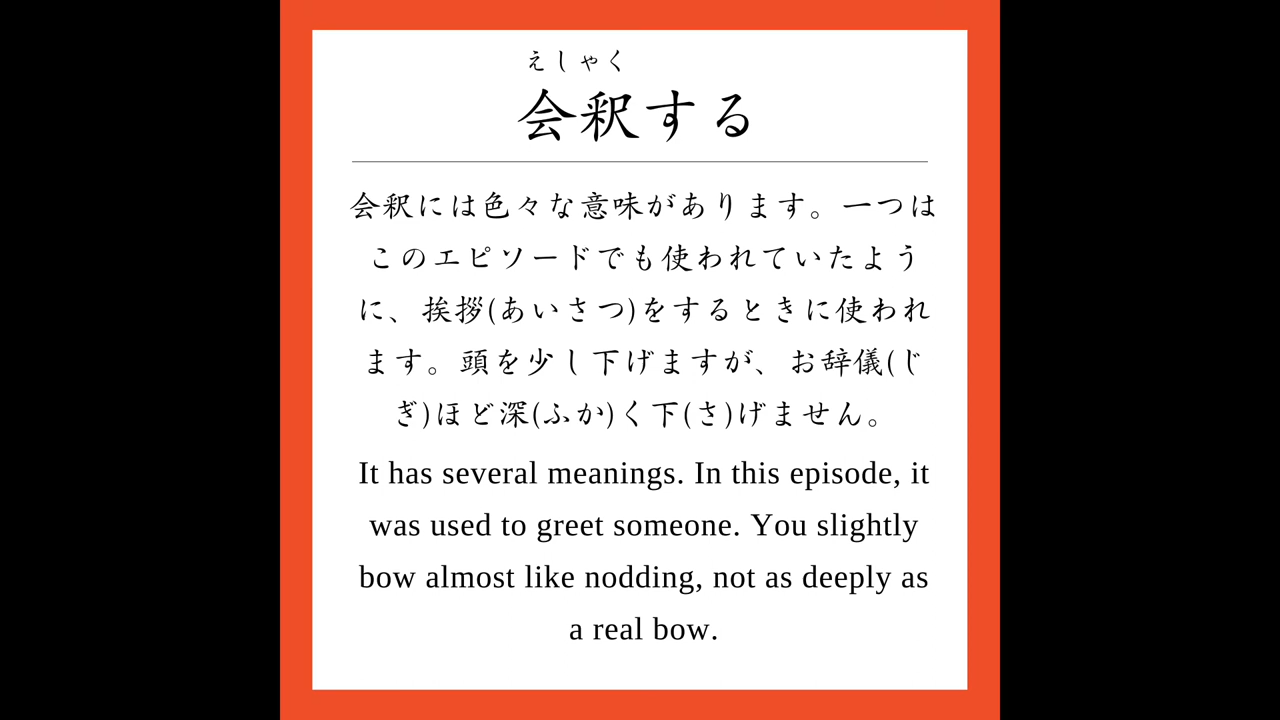 えしゃく
会釈する
会釈には色々な意味があります。一つは
このエピソードでも使われていたよう
に、挨拶(あいさつ)をするときに使われ
ます。頭を少し下げますが、お辞儀(じ
ぎ)ほど深(ふか)く下(さ)げません。
It has several meanings. In this episode, it
was used to greet someone. You slightly
bow almost like nodding, not as deeply as
a real bow.